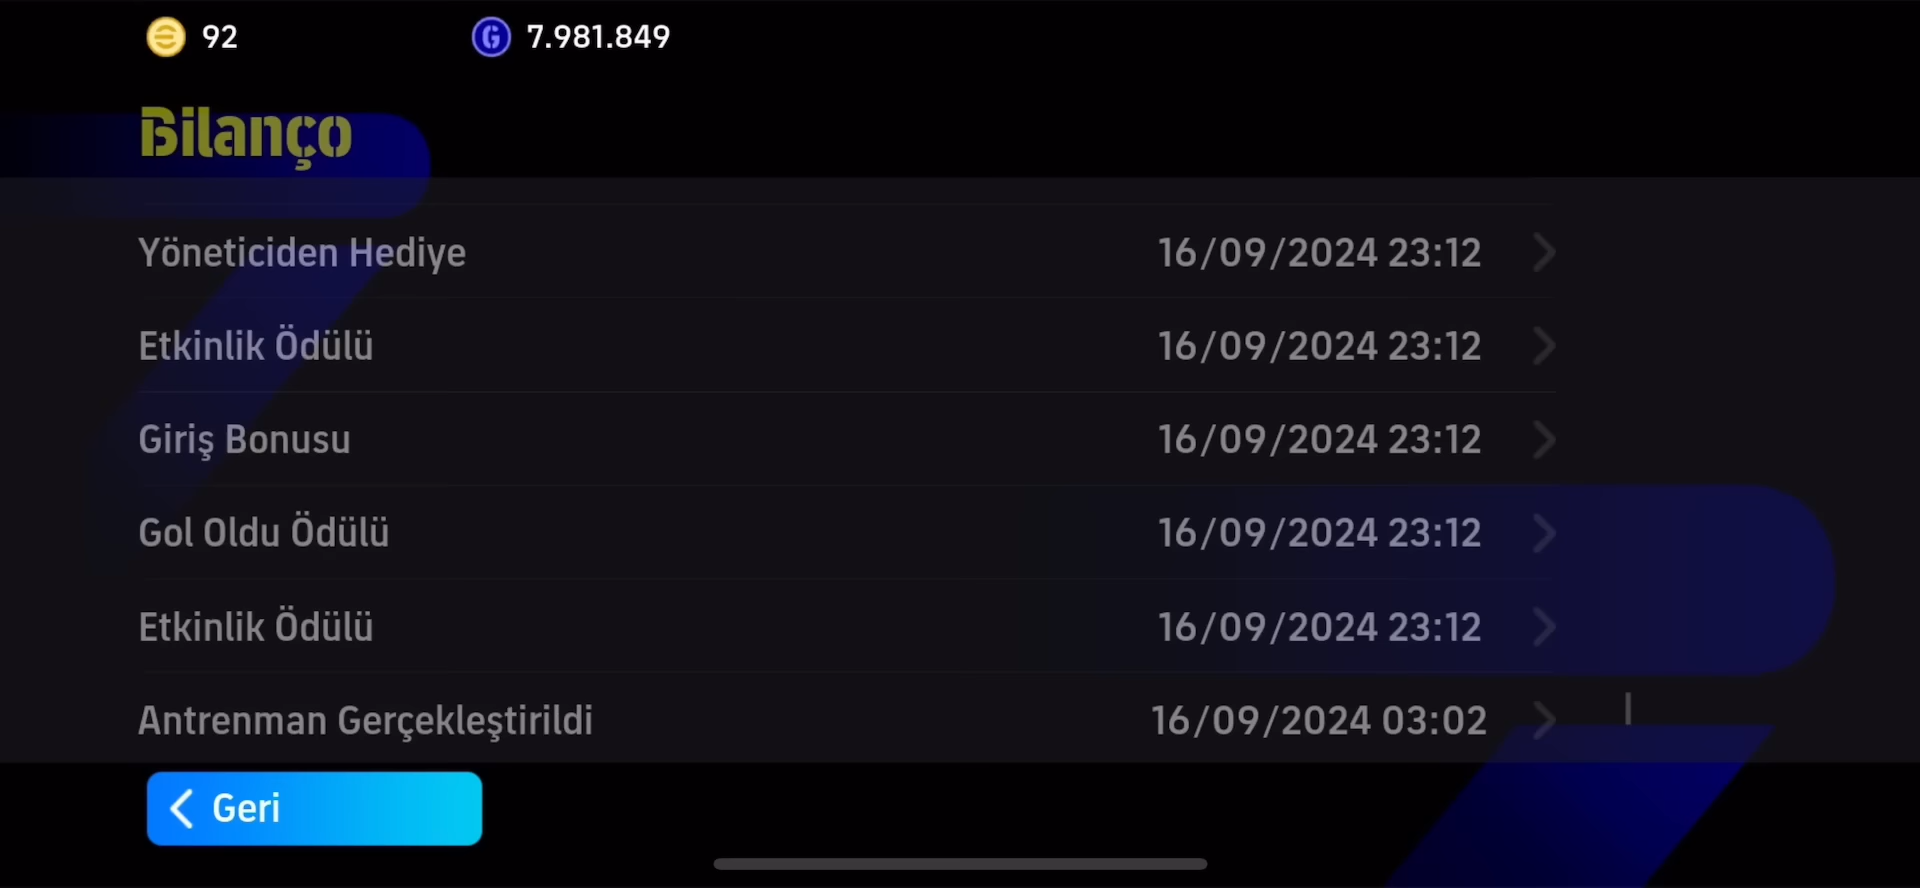 92 7.981.849
Bilanço
Yöneticiden Hediye 16/09/2024 23:12
Etkinlik Ödülü 16/09/2024 23:12
Giriş Bonusu 16/09/2024 23:12
Gol Oldu Ödülü 16/09/2024 23:12
Etkinlik Ödülü 16/09/2024 23:12
Antrenman Gerçekleştirildi 16/09/2024 03:02
Geri